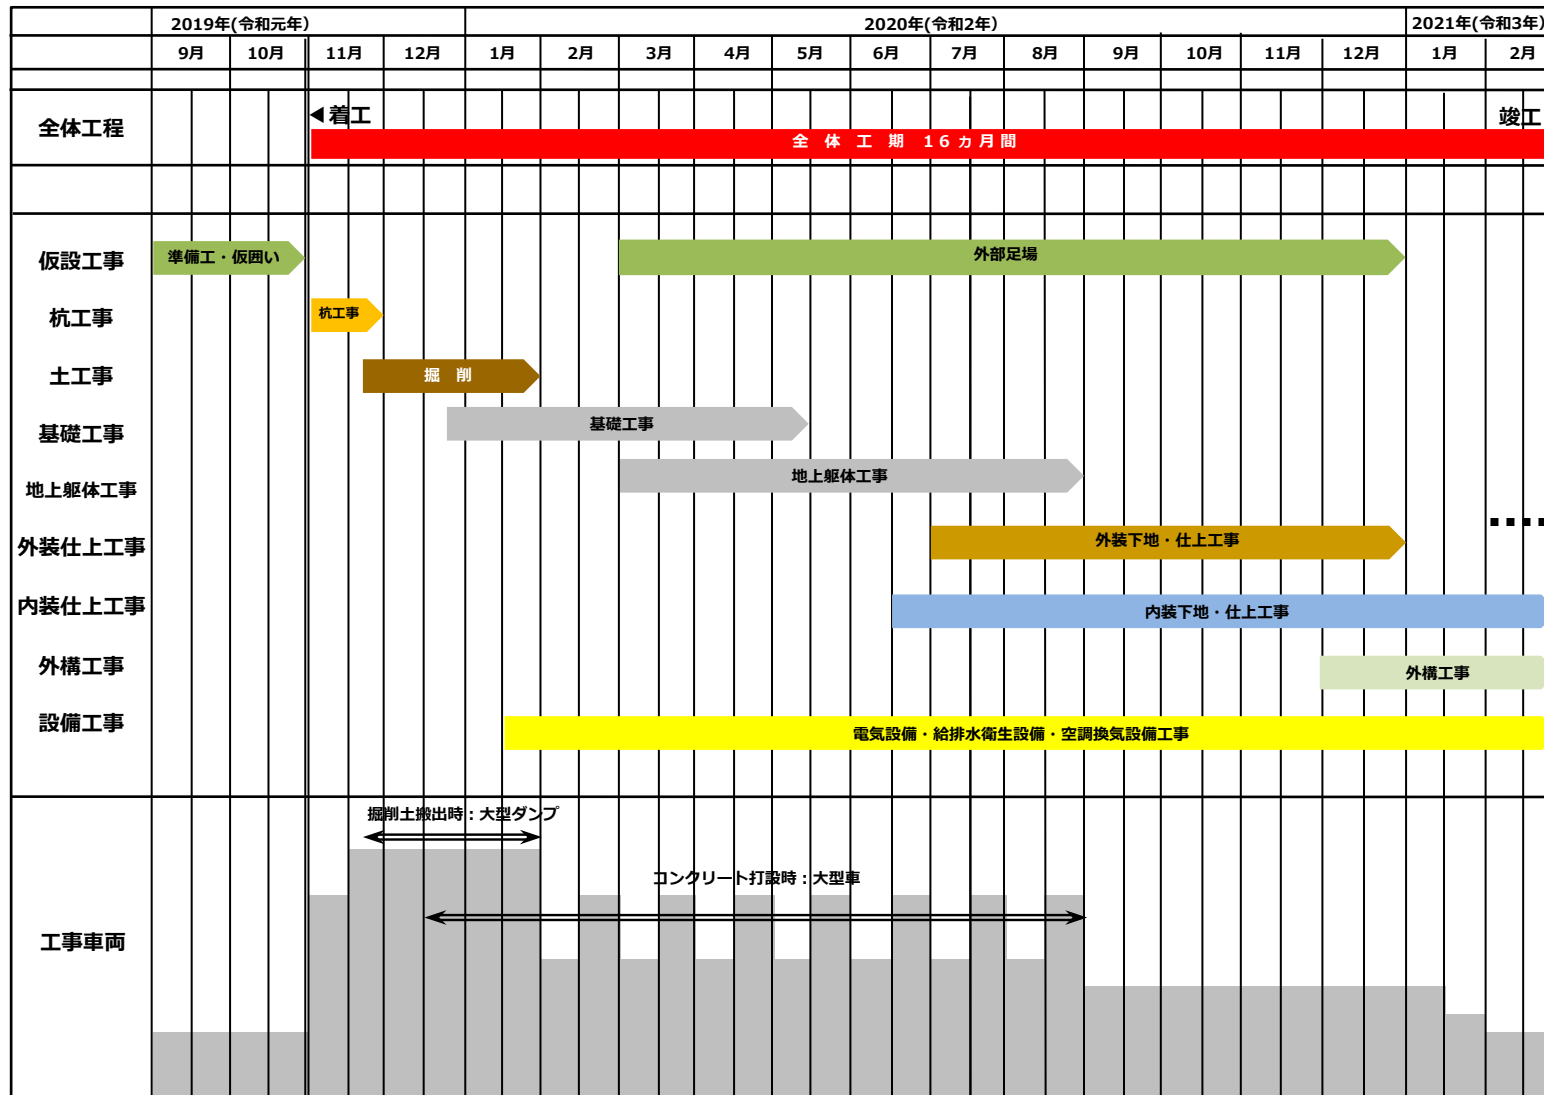 2019年(令和元年) 2020年(令和2年) 2021年(令和3年)
9月 10月 11月 12月 1月 2月 3月 4月 5月 6月 7月 8月 9月 10月 11月 12月 1月 2月
全体工程
着工
竣工
全 体 工 期 16ヵ月間
仮設工事
準備工・仮囲い
外部足場
杭工事
杭工事
土工事
掘 削
基礎工事
基礎工事
地上躯体工事
地上躯体工事
外装仕上工事
外装下地・仕上工事
内装仕上工事
内装下地・仕上工事
外構工事
外構工事
設備工事
電気設備・給排水衛生設備・空調換気設備工事
掘削土搬出時：大型ダンプ
コンクリート打設時：大型車
工事車両